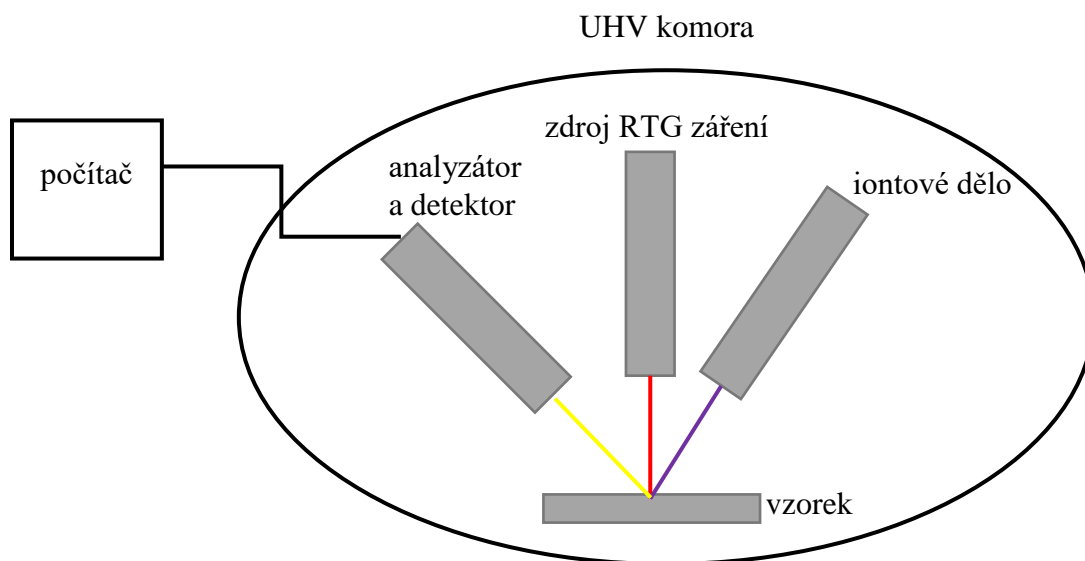 UHV komora
zdroj RTG záření
počítač
analyzátor
a detektor
iontové dělo
vzorek